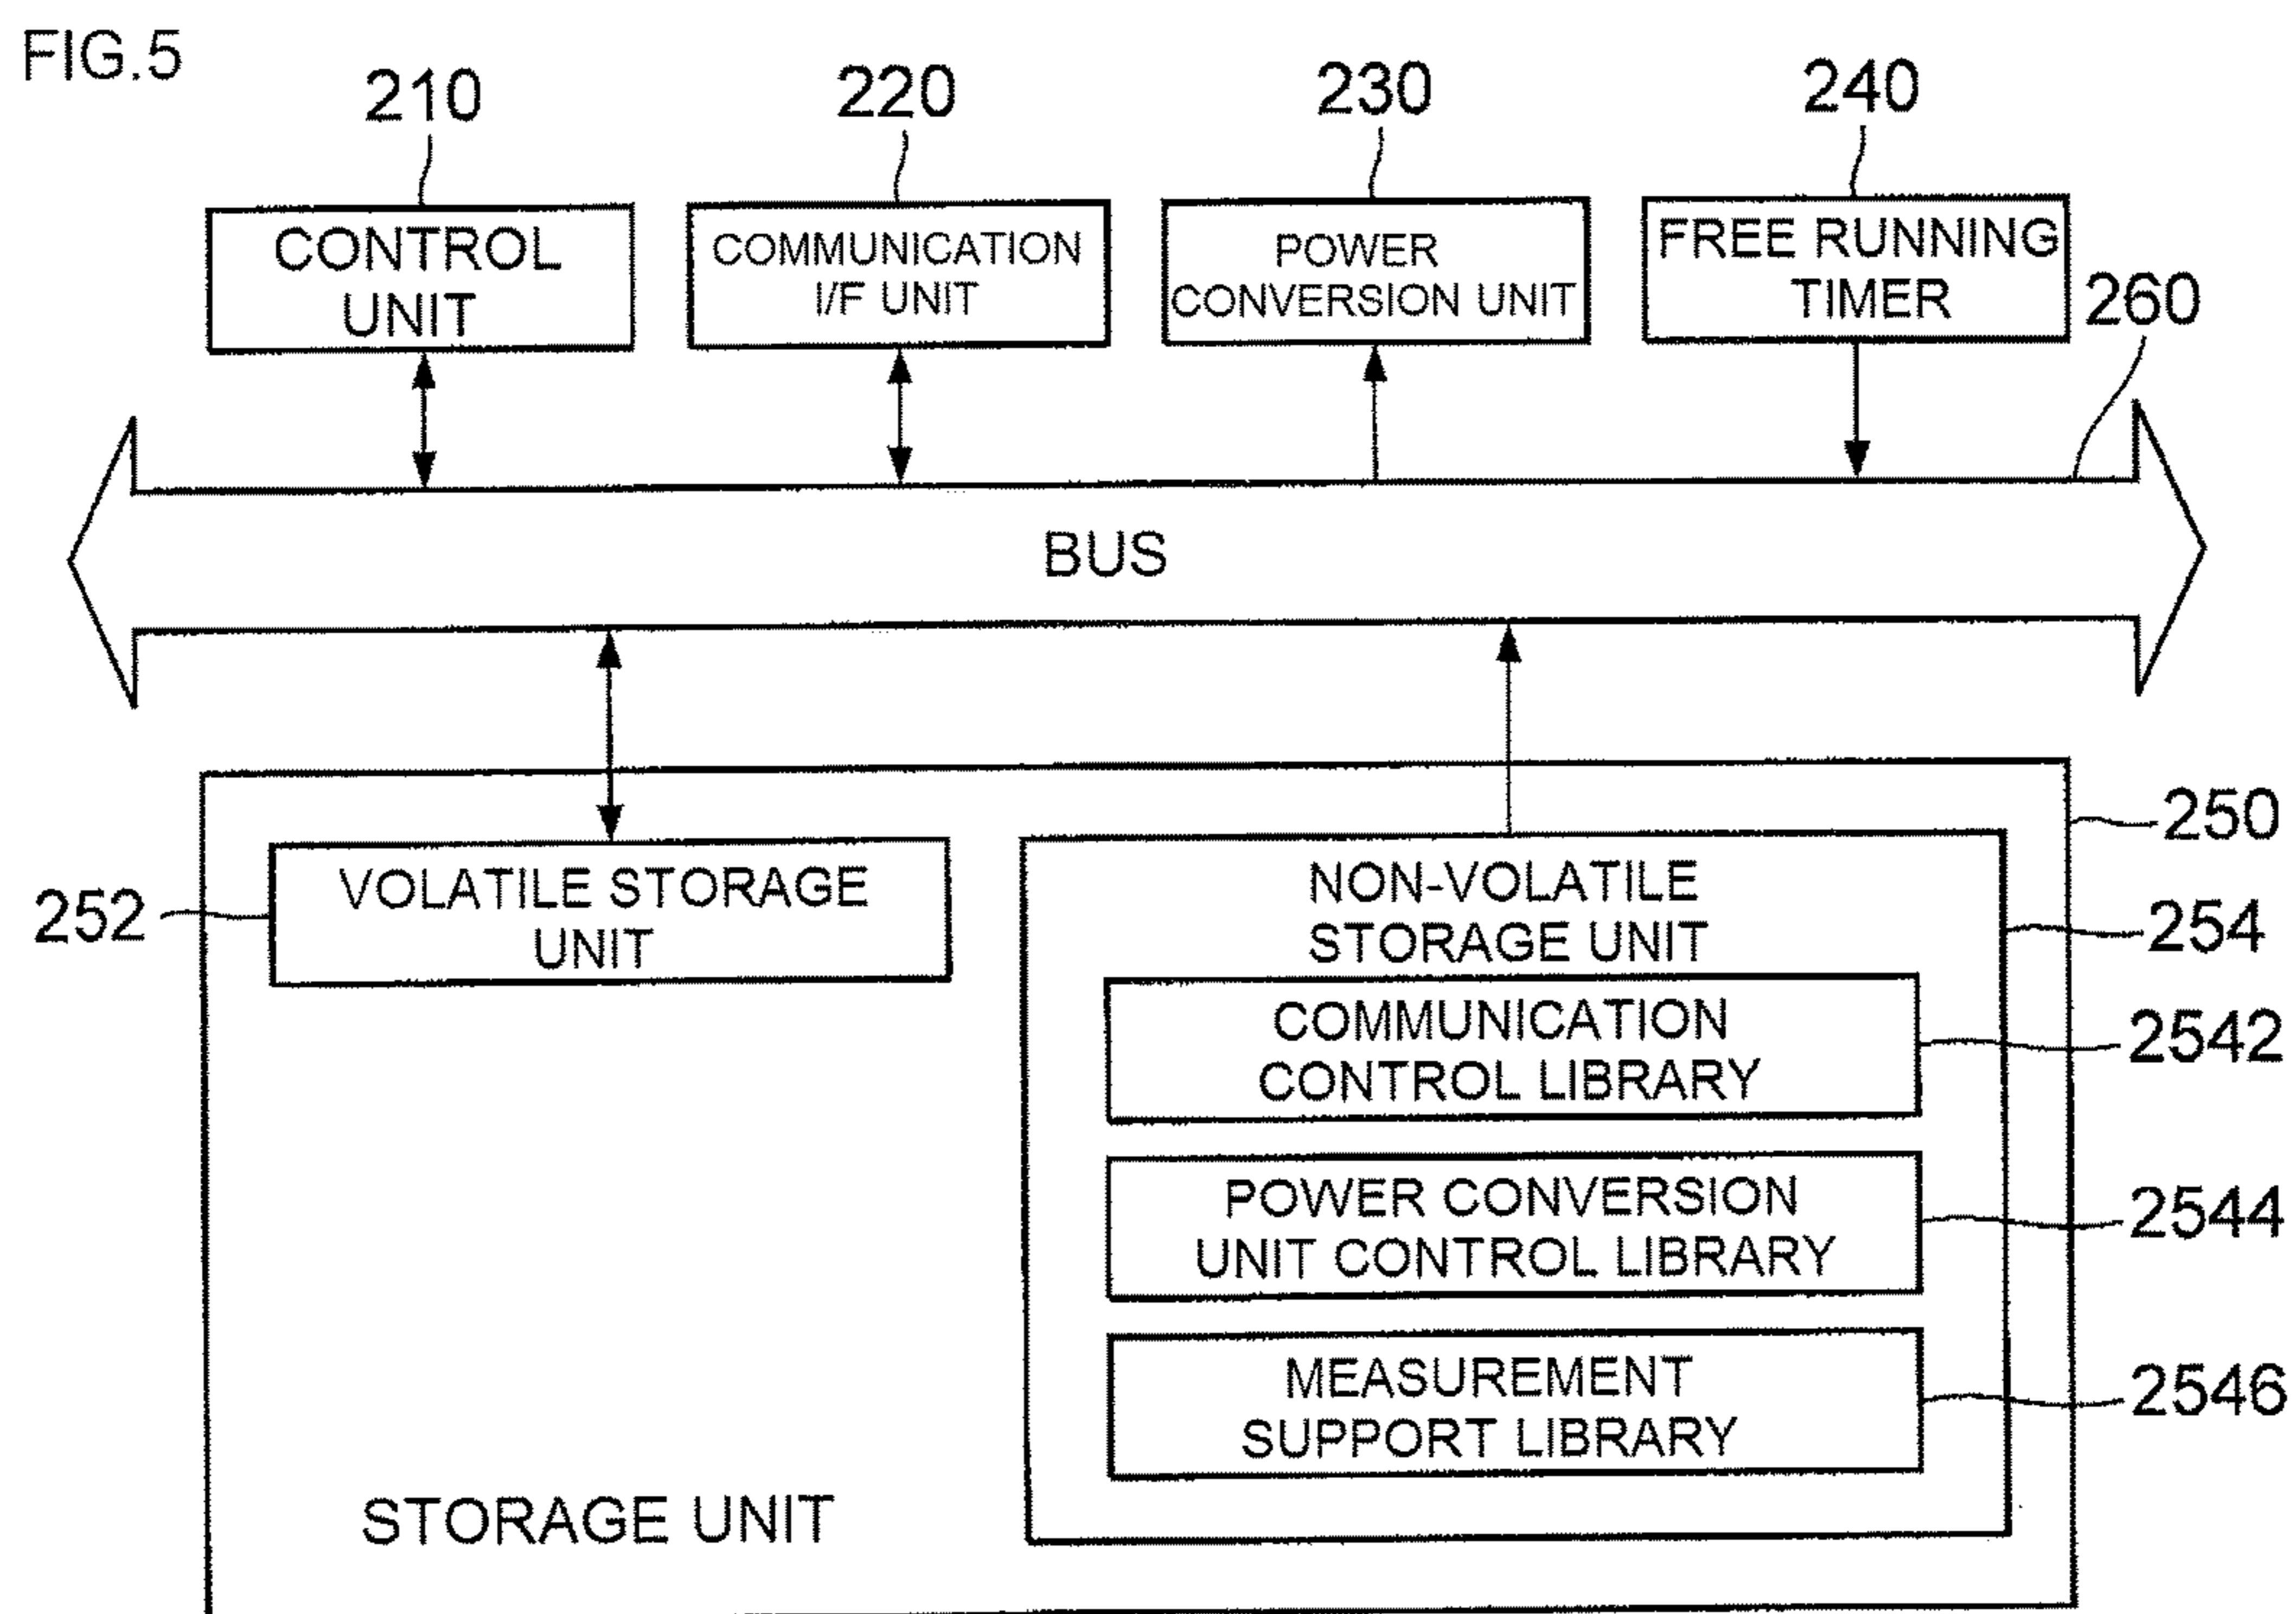 FIG.5
210
220
230
240
CONTROL
UNIT
COMMUNICATION
I/F UNIT
POWER
CONVERSION UNIT
FREE RUNNING
TIMER
260
BUS
250
252
VOLATILE STORAGE
UNIT
NON-VOLATILE
STORAGE UNIT
254
COMMUNICATION
CONTROL LIBRARY
2542
POWER CONVERSION
UNIT CONTROL LIBRARY
2544
MEASUREMENT
SUPPORT LIBRARY
2546
STORAGE UNIT